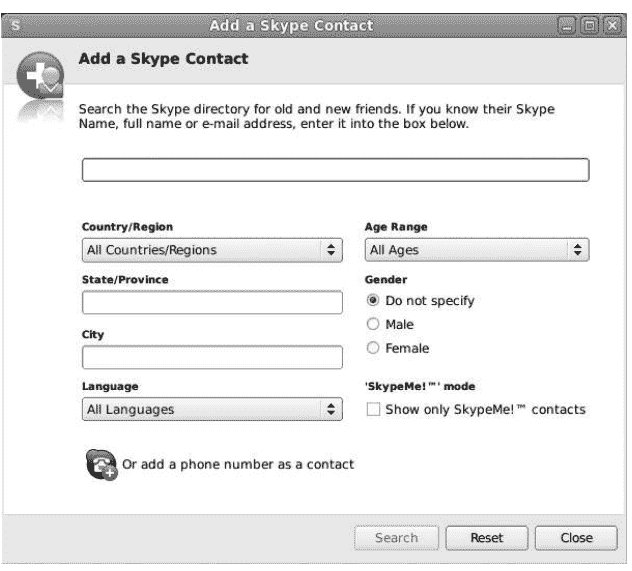 S
Add a Skype Contact
Add a Skype Contact
Search the Skype directory for old and new friends. If you know their Skype
Name, full name or e-mail address, enter it into the box below.
Country/Region
Age Range
All Countries/Regions
All Ages
State/Province
Gender
Do not specify
Male
City
Female
Language
'SkypeMe!™' mode
All Languages
Show only SkypeMe!™ contacts
Or add a phone number as a contact
Search
Reset
Close